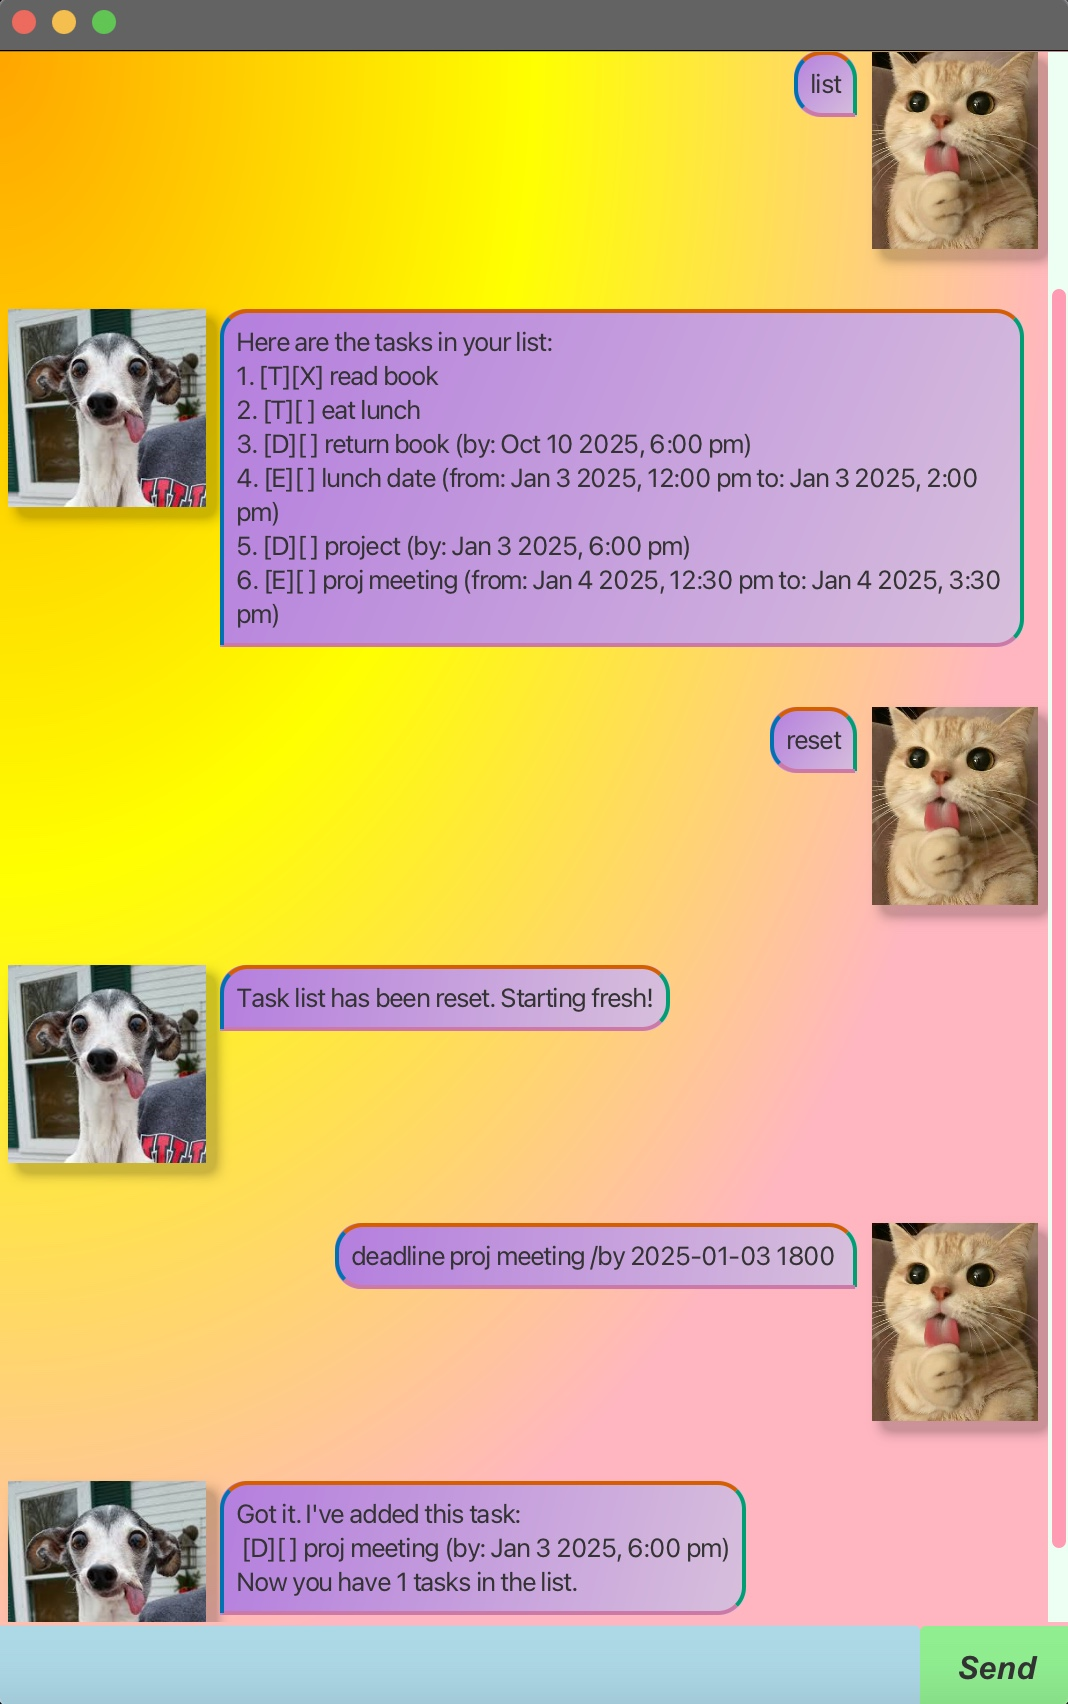 list
Here are the tasks in your list:
1. [T][X] read book
2. [T][ ] eat lunch
3. [D][ ] return book (by: Oct 10 2025, 6:00 pm)
4. [E][ ] lunch date (from: Jan 3 2025, 12:00 pm to: Jan 3 2025, 2:00
pm)
5. [D][ ] project (by: Jan 3 2025, 6:00 pm)
6. [E][ ] proj meeting (from: Jan 4 2025, 12:30 pm to: Jan 4 2025, 3:30
pm)
reset
Task list has been reset. Starting fresh!
deadline proj meeting /by 2025-01-03 1800
Got it. I've added this task:
[D][ ] proj meeting (by: Jan 3 2025, 6:00 pm)
Now you have 1 tasks in the list.
Send